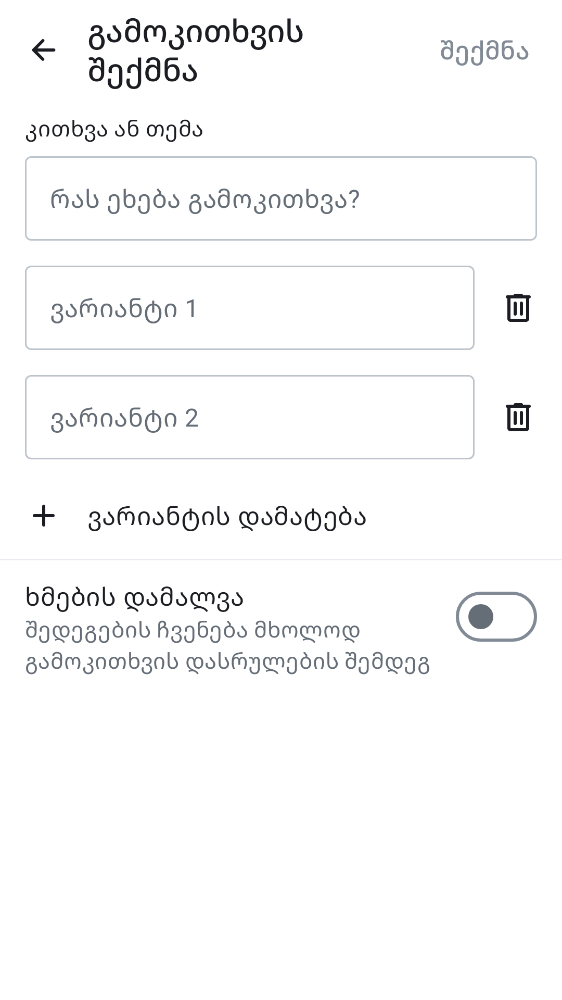 გამოკითხვის
შექმნა
შექმნა
კითხვა ან თემა
რას ეხება გამოკითხვა?
ვარიანტი 1
ვარიანტი 2
ვარიანტის დამატება
ხმების დამალვა
შედეგების ჩვენება მხოლოდ
გამოკითხვის დასრულების შემდეგ